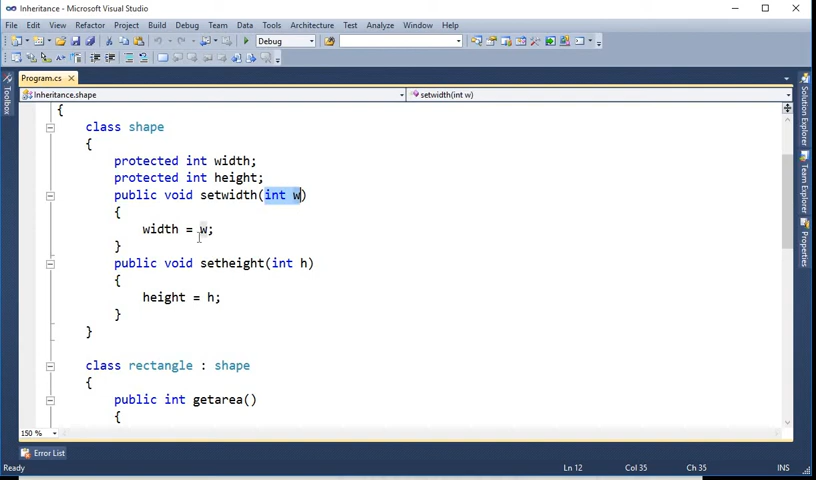 Inheritance - Microsoft Visual Studio
File Edit View Refactor Project Build Debug Team Data Tools Architecture Test Analyze Window Help
Debug
Program.cs
Inheritance.shape setwidth(int w)
{
class shape
{
protected int width;
protected int height;
public void setwidth(int w)
{
width = w;
}
public void setheight(int h)
{
height = h;
}
}
class rectangle : shape
{
public int getarea()
{
150 %
Error List
Ready Ln 12 Col 35 Ch 35 INS
Toolbox
Solution Explorer
Team Explorer
Properties